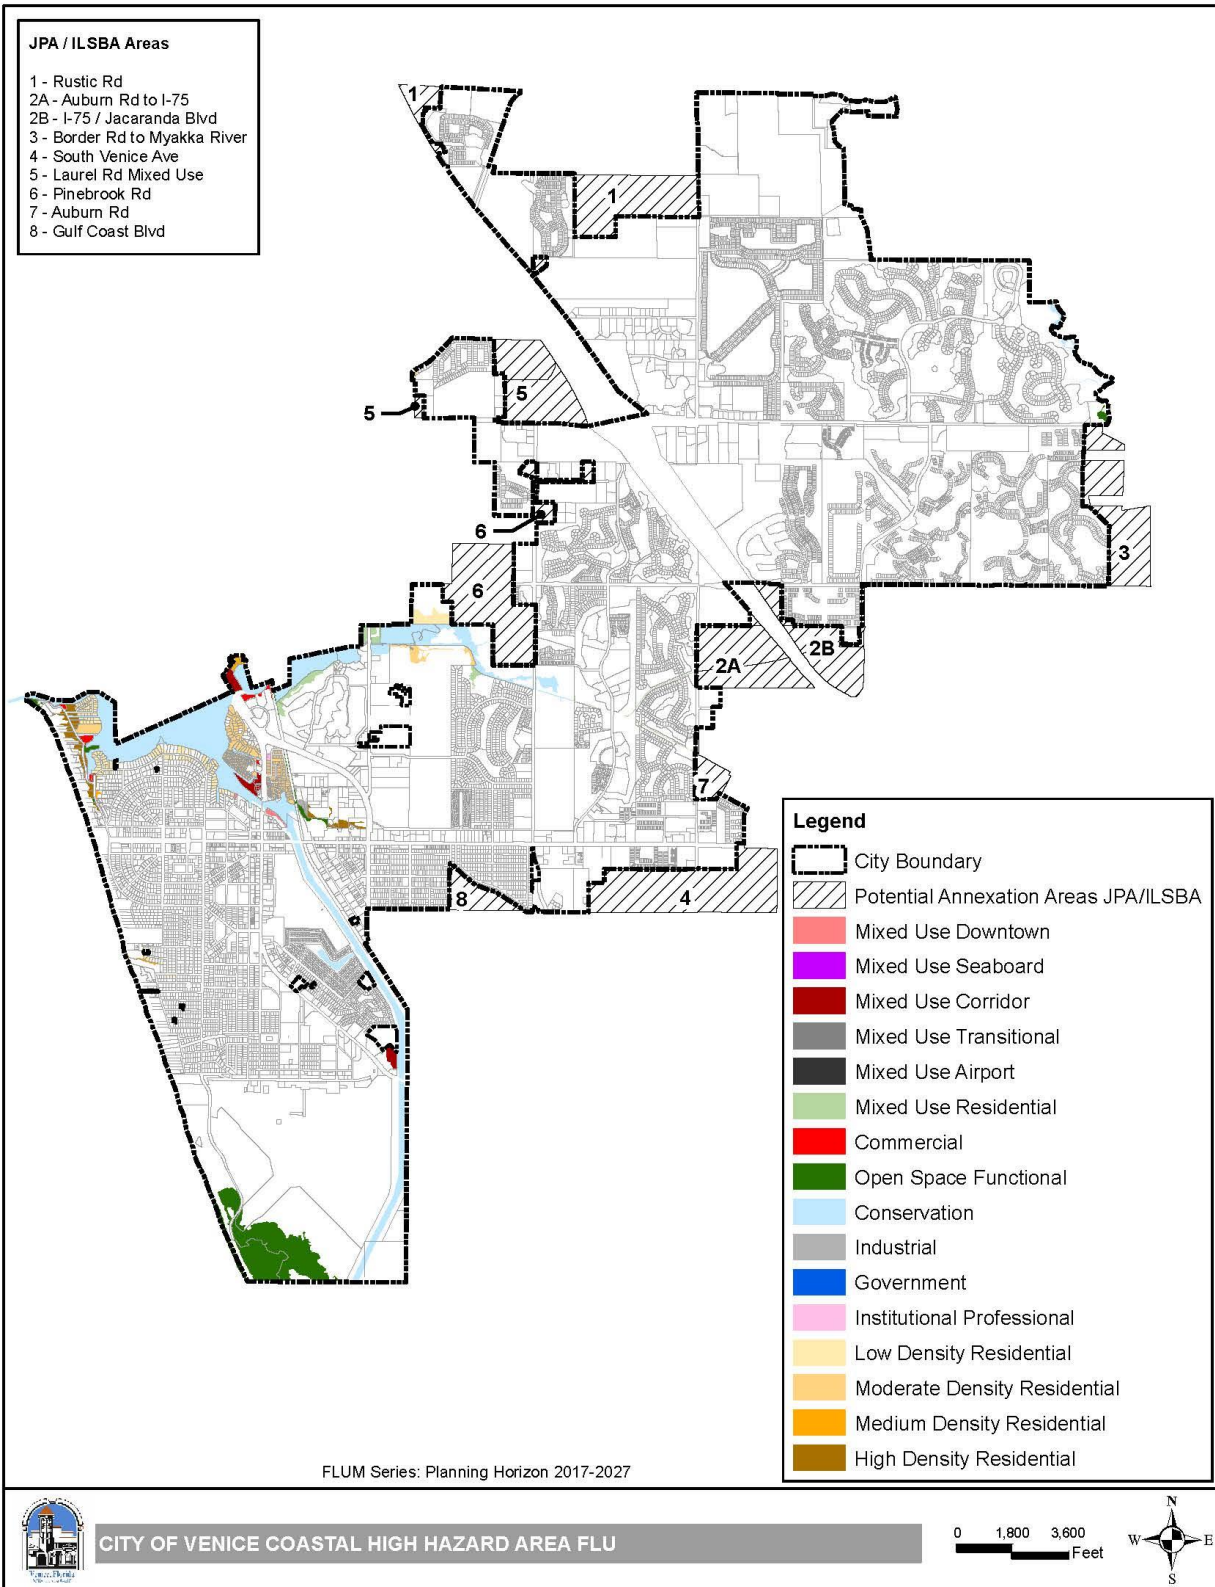 JPA / ILSBA Areas
1 - Rustic Rd
2A - Auburn Rd to I-75
2B - I-75 / Jacaranda Blvd
3 - Border Rd to Myakka River
4 - South Venice Ave
5 - Laurel Rd Mixed Use
6 - Pinebrook Rd
7 - Auburn Rd
8 - Gulf Coast Blvd
1
1
5
5
6
3
6
2B
2A
7
8
4
Legend
City Boundary
Potential Annexation Areas JPA/ILSBA
Mixed Use Downtown
Mixed Use Seaboard
Mixed Use Corridor
Mixed Use Transitional
Mixed Use Airport
Mixed Use Residential
Commercial
Open Space Functional
Conservation
Industrial
Government
Institutional Professional
Low Density Residential
Moderate Density Residential
Medium Density Residential
High Density Residential
FLUM Series: Planning Horizon 2017-2027
Venice, Florida
CITY OF VENICE COASTAL HIGH HAZARD AREA FLU
0 1,800 3,600
Feet
N
W E
S